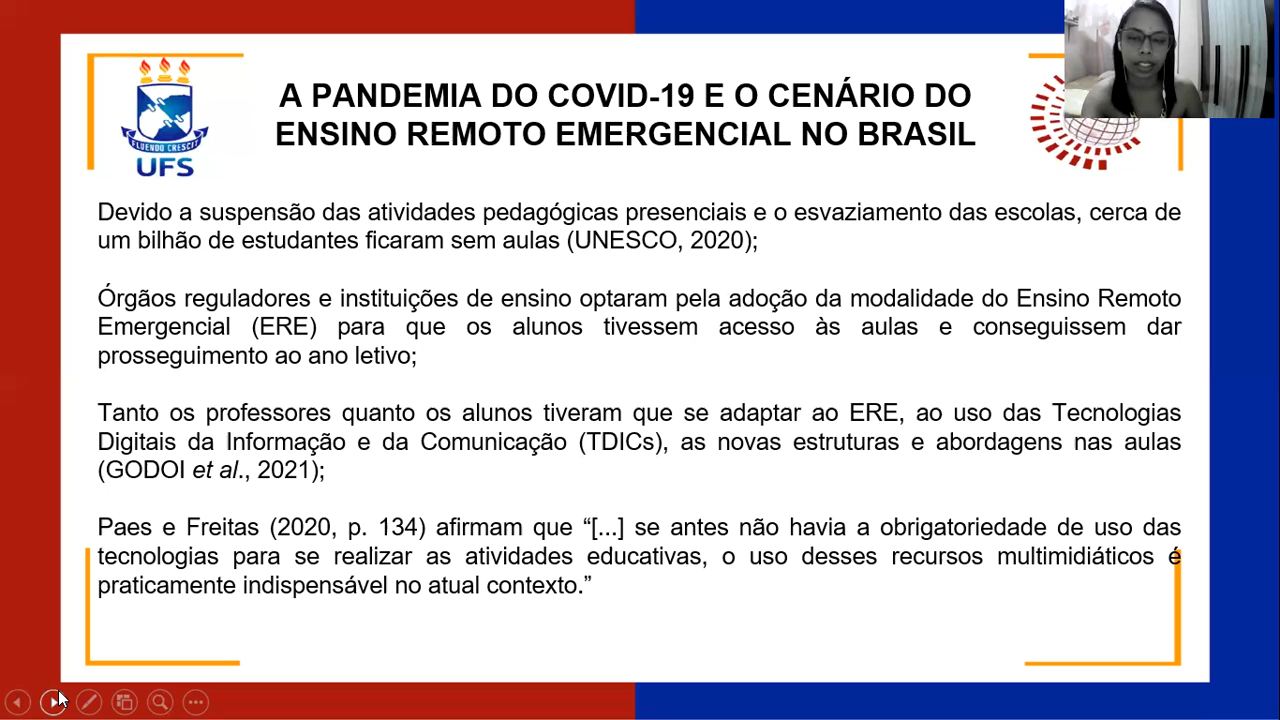 A PANDEMIA DO COVID-19 E O CENÁRIO DO
ENSINO REMOTO EMERGENCIAL NO BRASIL
FLUENDO CRESCIT
UFS
Devido a suspensão das atividades pedagógicas presenciais e o esvaziamento das escolas, cerca de
um bilhão de estudantes ficaram sem aulas (UNESCO, 2020);
Órgãos reguladores e instituições de ensino optaram pela adoção da modalidade do Ensino Remoto
Emergencial (ERE) para que os alunos tivessem acesso às aulas e conseguissem dar
prosseguimento ao ano letivo;
Tanto os professores quanto os alunos tiveram que se adaptar ao ERE, ao uso das Tecnologias
Digitais da Informação e da Comunicação (TDICs), as novas estruturas e abordagens nas aulas
(GODOI et al., 2021);
Paes e Freitas (2020, p. 134) afirmam que “[...] se antes não havia a obrigatoriedade de uso das
tecnologias para se realizar as atividades educativas, o uso desses recursos multimidiáticos é
praticamente indispensável no atual contexto.”